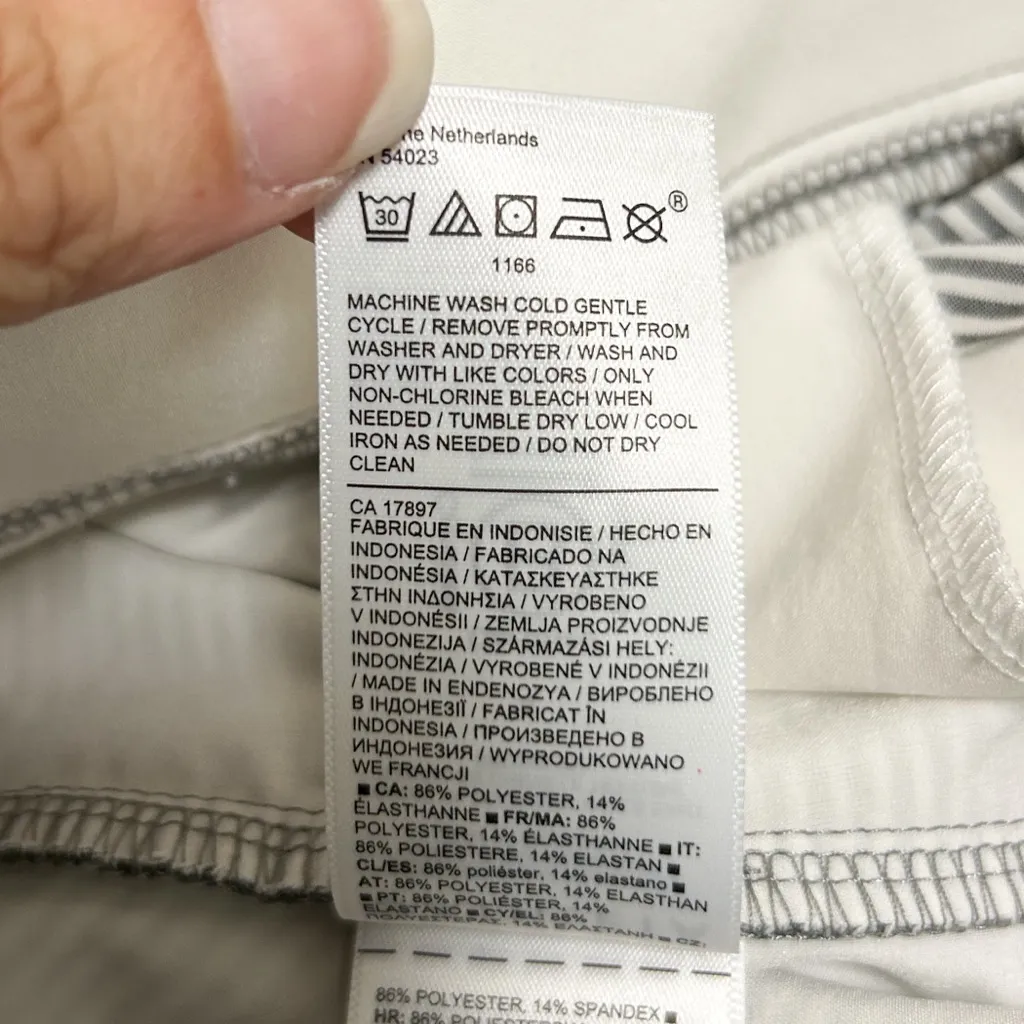 Netherlands
54023
30
®
1166
MACHINE WASH COLD GENTLE
CYCLE / REMOVE PROMPTLY FROM
WASHER AND DRYER / WASH AND
DRY WITH LIKE COLORS / ONLY
NON-CHLORINE BLEACH WHEN
NEEDED / TUMBLE DRY LOW / COOL
IRON AS NEEDED / DO NOT DRY
CLEAN
CA 17897
FABRIQUE EN INDONISIE / HECHO EN
INDONESIA / FABRICADO NA
INDONÉSIA / ΚΑΤΑΣΚΕΥΑΣΤΗΚΕ
ΣΤΗΝ ΙΝΔΟΝΗΣΙΑ / VYROBENO
V INDONÉSII / ZEMLJA PROIZVODNJE
INDONEZIJA / SZÁRMAZÁSI HELY:
INDONÉZIA / VYROBENÉ V INDONÉZII
/ MADE IN ENDENOZYA / ВИРОБЛЕНО
В ІНДОНЕЗІЇ / FABRICAT ÎN
INDONESIA / ПРОИЗВЕДЕНО В
ИНДОНЕЗИЯ / WYPRODUKOWANO
WE FRANCJI
■ CA: 86% POLYESTER, 14%
ÉLASTHANNE ■ FR/MA: 86%
POLYESTER, 14% ÉLASTHANNE ■ IT:
86% POLIESTERE, 14% ELASTAN ■
CL/ES: 86% poliéster, 14% elastano ■
AT: 86% POLYESTER, 14% ELASTHAN
■ PT: 86% POLIÉSTER, 14%
ELASTANO ■ CY/EL: 86%
ΠΟΛΥΕΣΤΕΡΑΣ, 14% ΕΛΑΣΤΑΝΗ ■ CZ:
86% POLYESTER, 14% SPANDEX ■
HR: 86%